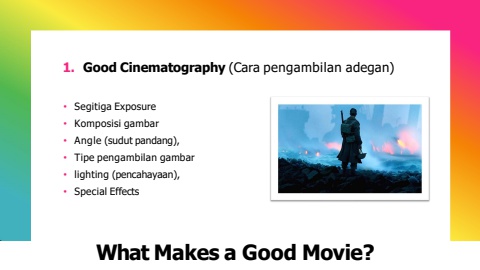 1. Good Cinematography (Cara pengambilan adegan)
• Segitiga Exposure
• Komposisi gambar
• Angle (sudut pandang),
• Tipe pengambilan gambar
• lighting (pencahayaan),
• Special Effects
What Makes a Good Movie?